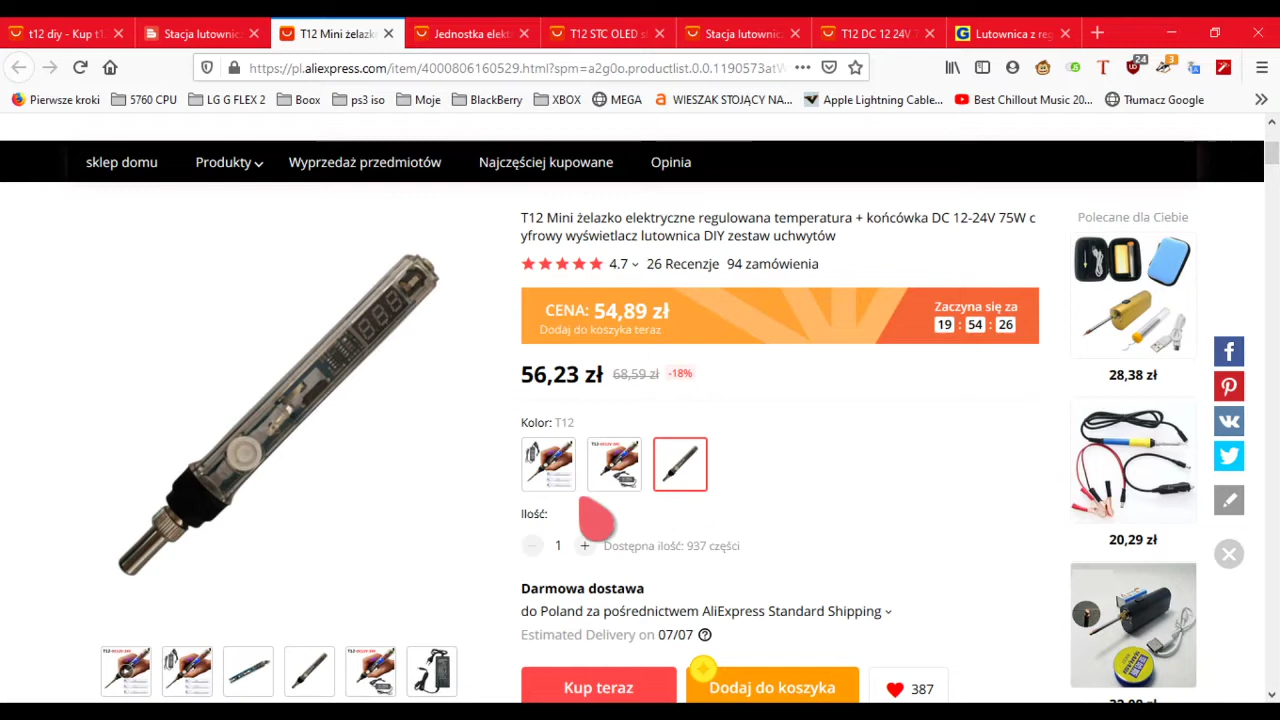 t12 diy - Kup t1
Stacja lutownic
T12 Mini żelazk
Jednostka elekt
T12 STC OLED s
Stacja lutownic
T12 DC 12 24V 7
Lutownica z reg
https://pl.aliexpress.com/item/4000806160529.html?spm=a2g0o.productlist.0.0.1190573atW
24
3
Pierwsze kroki
5760 CPU
LG G FLEX 2
Boox
ps3 iso
Moje
BlackBerry
XBOX
MEGA
WIESZAK STOJĄCY NA...
Apple Lightning Cable...
Best Chillout Music 20...
Tłumacz Google
sklep domu
Produkty
Wyprzedaż przedmiotów
Najczęściej kupowane
Opinia
T12 Mini żelazko elektryczne regulowana temperatura + końcówka DC 12-24V 75W c
yfrowy wyświetlacz lutownica DIY zestaw uchwytów
4.7
26 Recenzje
94 zamówienia
CENA: 54,89 zł
Dodaj do koszyka teraz
Zaczyna się za
19 : 54 : 26
56,23 zł
68,59 zł
-18%
Kolor: T12
Ilość:
1
Dostępna ilość: 937 części
Darmowa dostawa
do Poland za pośrednictwem AliExpress Standard Shipping
Estimated Delivery on 07/07
Kup teraz
Dodaj do koszyka
387
Polecane dla Ciebie
28,38 zł
20,29 zł